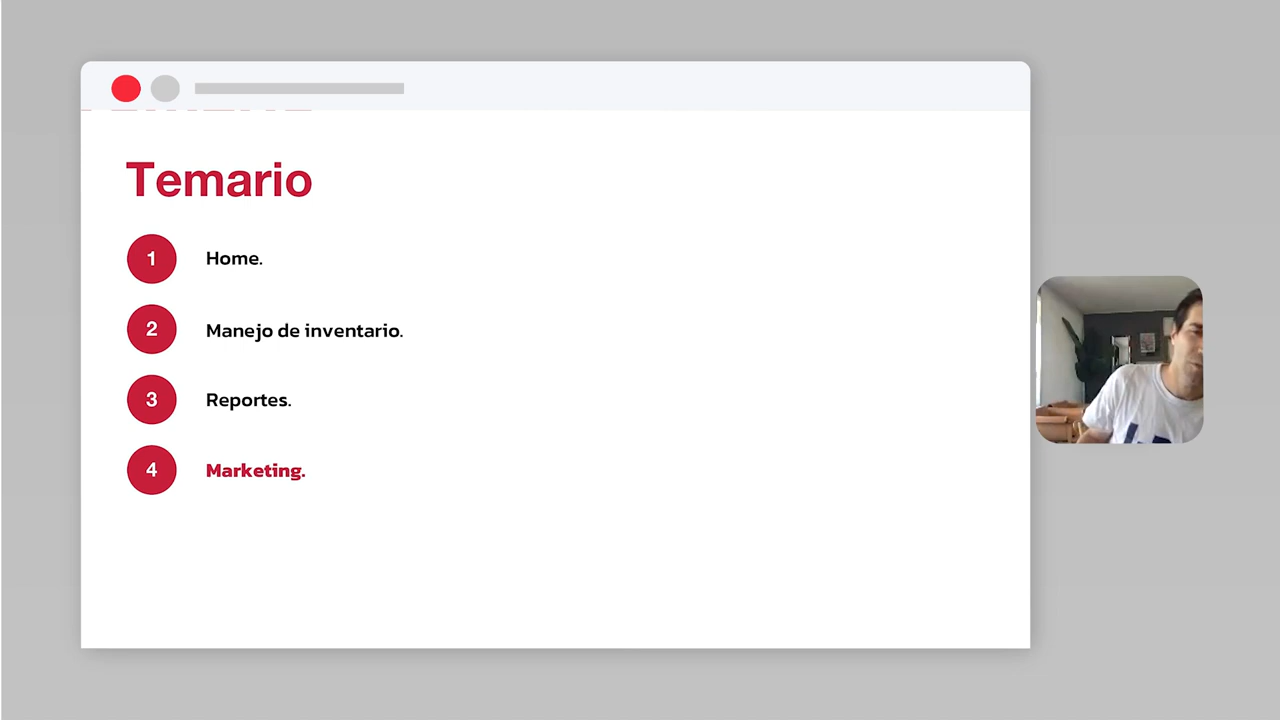 Temario
1 Home.
2 Manejo de inventario.
3 Reportes.
4 Marketing.